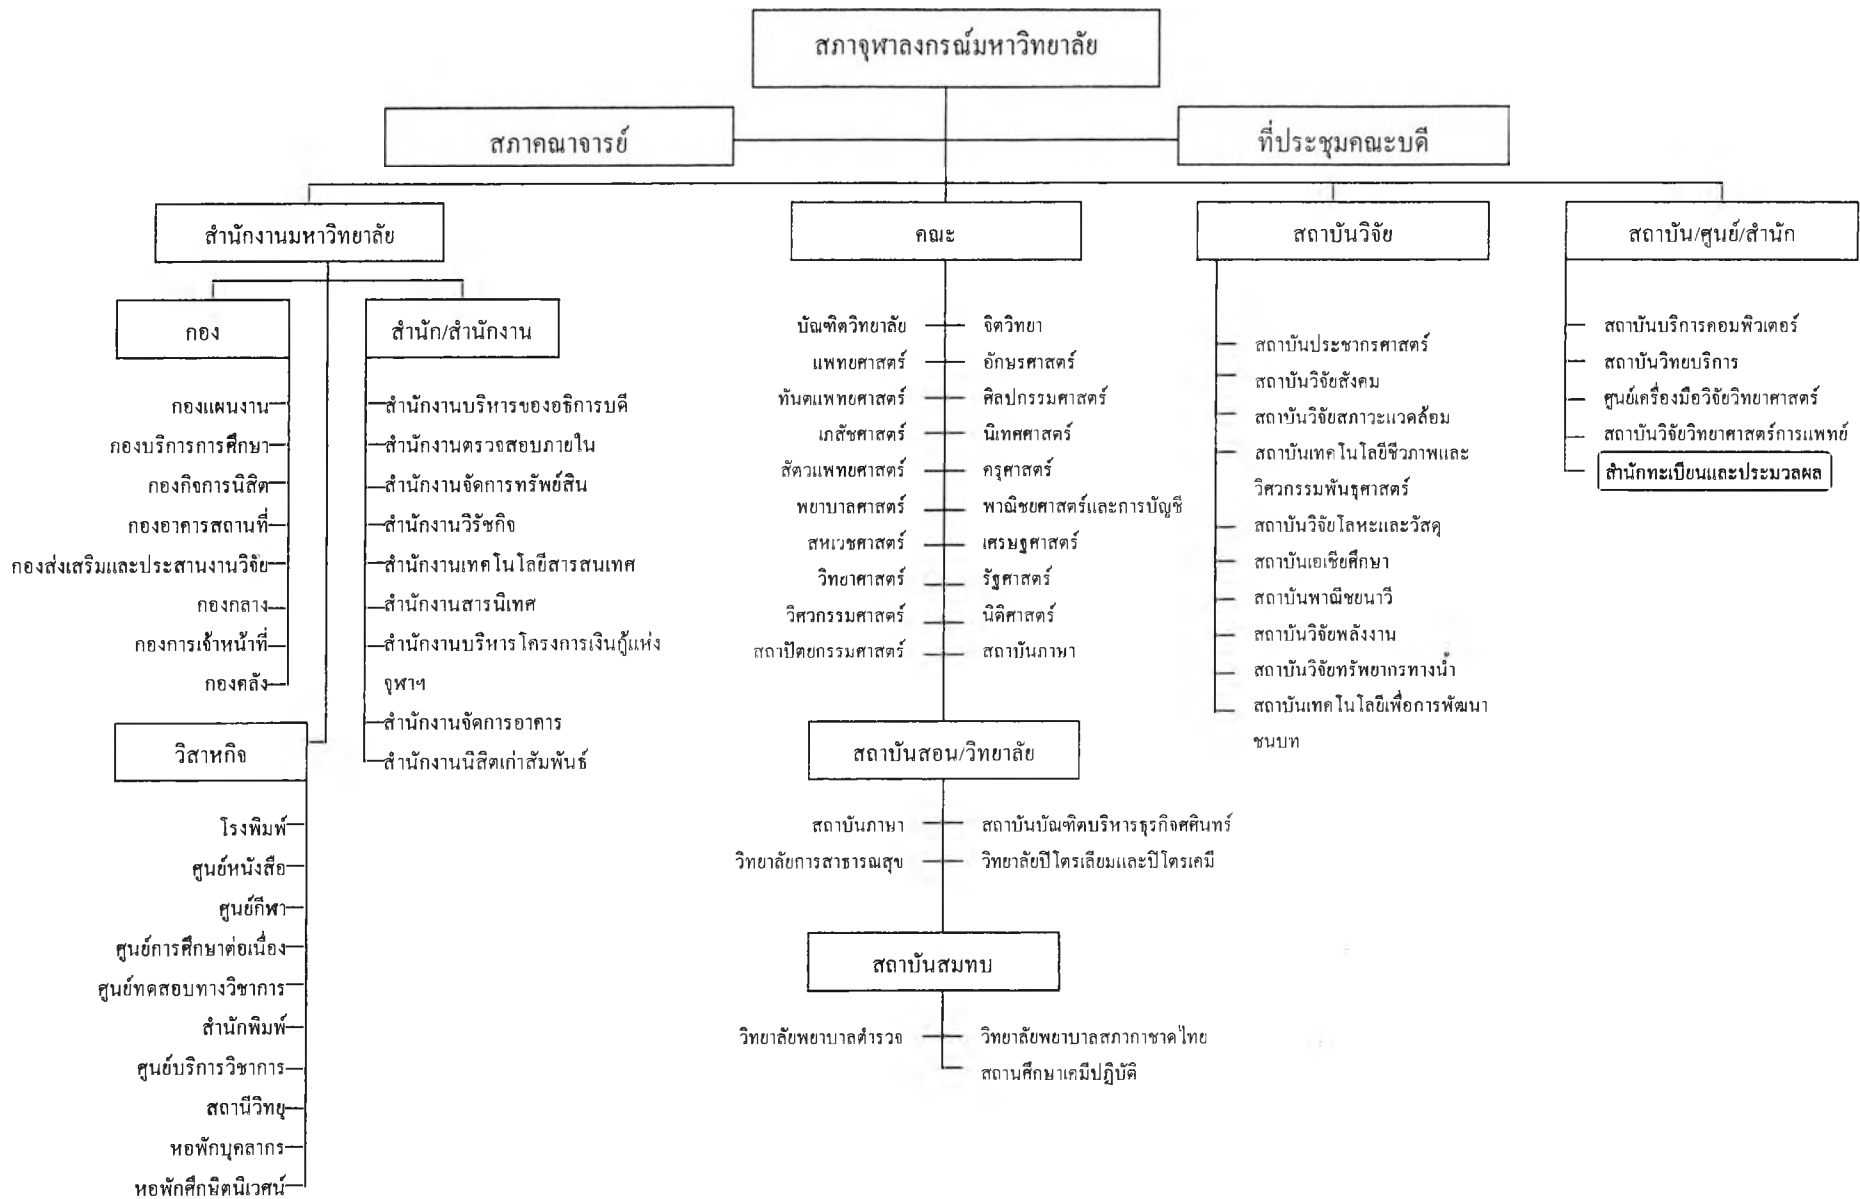 สภาจุฬาลงกรณ์มหาวิทยาลัย
สภาคณาจารย์
ที่ประชุมคณะบดี
สำนักงานมหาวิทยาลัย
คณะ
สถาบันวิจัย
สถาบัน/ศูนย์/สำนัก
กอง
สำนัก/สำนักงาน
กองแผนงาน
กองบริการการศึกษา
กองกิจการนิสิต
กองอาคารสถานที่
กองส่งเสริมและประสานงานวิจัย
กองกลาง
กองการเจ้าหน้าที่
กองคลัง
สำนักงานบริหารของอธิการบดี
สำนักงานตรวจสอบภายใน
สำนักงานจัดการทรัพย์สิน
สำนักงานวิรัชกิจ
สำนักงานเทคโนโลยีสารสนเทศ
สำนักงานสารนิเทศ
สำนักงานบริหารโครงการเงินกู้แห่ง
จุฬาฯ
สำนักงานจัดการอาคาร
สำนักงานนิสิตเก่าสัมพันธ์
วิสาหกิจ
โรงพิมพ์
ศูนย์หนังสือ
ศูนย์กีฬา
ศูนย์การศึกษาต่อเนื่อง
ศูนย์ทดสอบทางวิชาการ
สำนักพิมพ์
ศูนย์บริการวิชาการ
สถานีวิทยุ
หอพักบุคลากร
หอพักศึกษิตนิเวศน์
บัณฑิตวิทยาลัย
จิตวิทยา
แพทยศาสตร์
อักษรศาสตร์
ทันตแพทยศาสตร์
ศิลปกรรมศาสตร์
เภสัชศาสตร์
นิเทศศาสตร์
สัตวแพทยศาสตร์
ครุศาสตร์
พยาบาลศาสตร์
พาณิชยศาสตร์และการบัญชี
สหเวชศาสตร์
เศรษฐศาสตร์
วิทยาศาสตร์
รัฐศาสตร์
วิศวกรรมศาสตร์
นิติศาสตร์
สถาปัตยกรรมศาสตร์
สถาบันภาษา
สถาบันสอน/วิทยาลัย
สถาบันภาษา
สถาบันบัณฑิตบริหารธุรกิจศศินทร์
วิทยาลัยการสาธารณสุข
วิทยาลัยปิโตรเลียมและปิโตรเคมี
สถาบันสมทบ
วิทยาลัยพยาบาลตำรวจ
วิทยาลัยพยาบาลสภากาชาดไทย
สถานศึกษาเคมีปฏิบัติ
สถาบันประชากรศาสตร์
สถาบันวิจัยสังคม
สถาบันวิจัยสภาวะแวดล้อม
สถาบันเทคโนโลยีชีวภาพและ
วิศวกรรมพันธุศาสตร์
สถาบันวิจัยโลหะและวัสดุ
สถาบันเอเชียศึกษา
สถาบันพาณิชยนาวี
สถาบันวิจัยพลังงาน
สถาบันวิจัยทรัพยากรทางน้ำ
สถาบันเทคโนโลยีเพื่อการพัฒนา
ชนบท
สถาบันบริการคอมพิวเตอร์
สถาบันวิทยบริการ
ศูนย์เครื่องมือวิจัยวิทยาศาสตร์
สถาบันวิจัยวิทยาศาสตร์การแพทย์
สำนักทะเบียนและประมวลผล